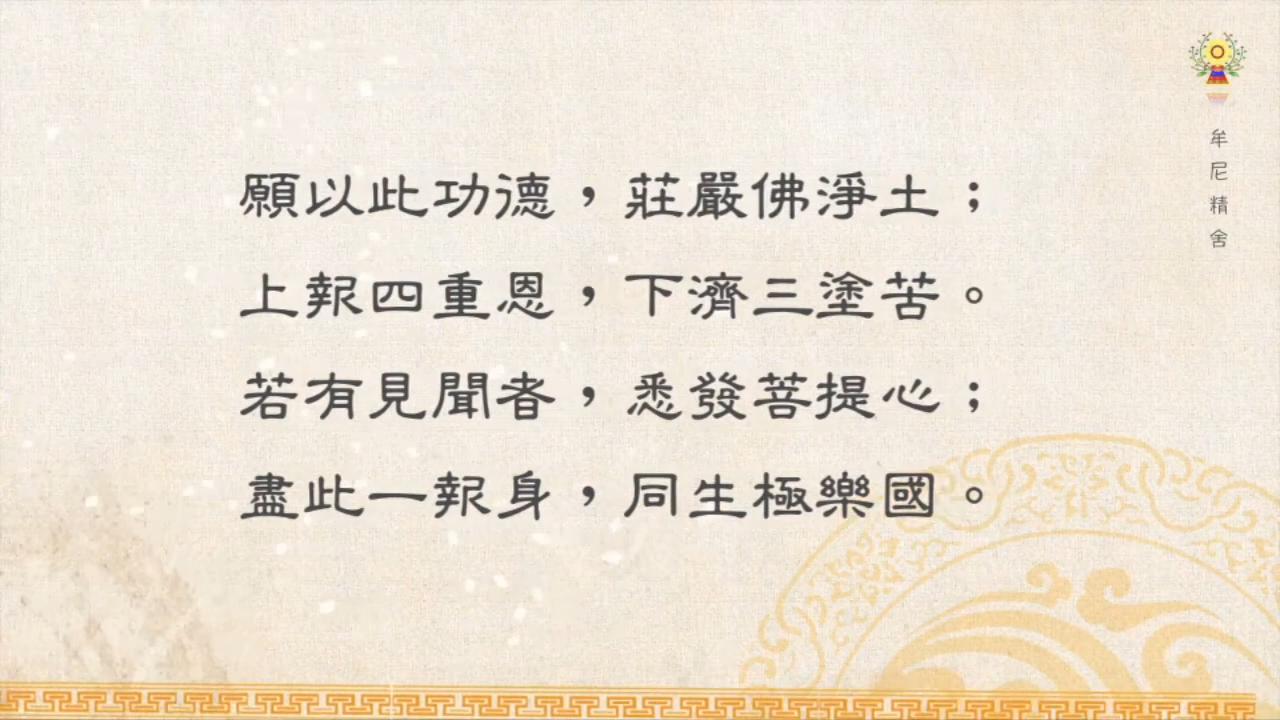 願以此功德，莊嚴佛淨土；
上報四重恩，下濟三塗苦。
若有見聞者，悉發菩提心；
盡此一報身，同生極樂國。
牟尼精舍